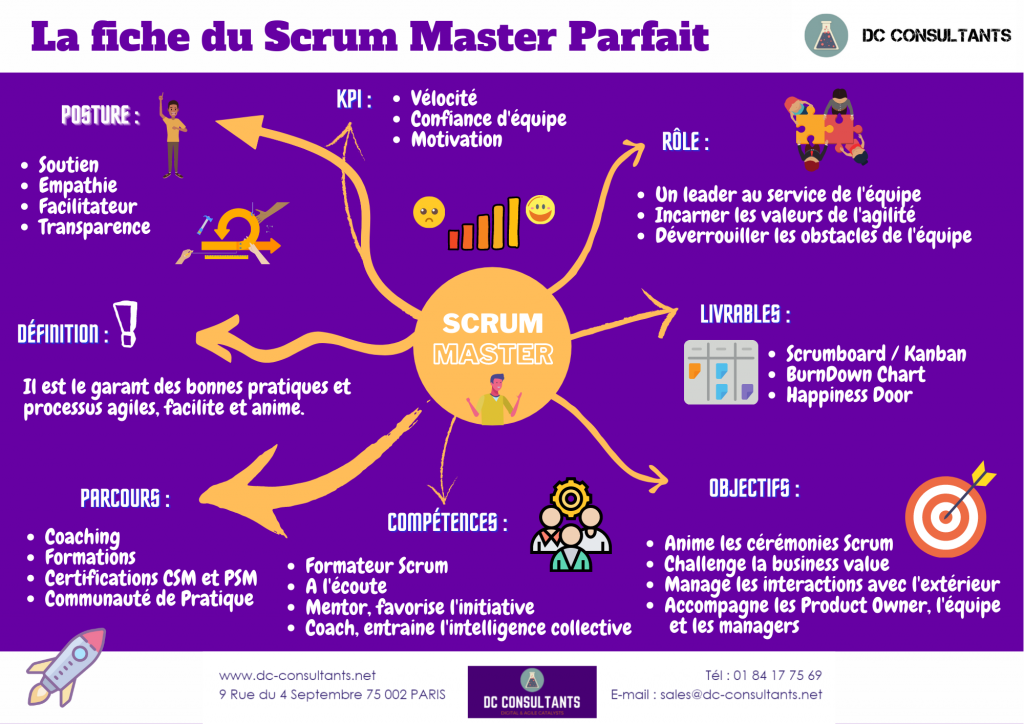 La fiche du Scrum Master Parfait
DC CONSULTANTS
POSTURE :
• Soutien
• Empathie
• Facilitateur
• Transparence
KPI :
• Vélocité
• Confiance d'équipe
• Motivation
RÔLE :
• Un leader au service de l'équipe
• Incarner les valeurs de l'agilité
• Déverrouiller les obstacles de l'équipe
SCRUM
MASTER
DÉFINITION :
Il est le garant des bonnes pratiques et
processus agiles, facilite et anime.
LIVRABLES :
• Scrumboard / Kanban
• BurnDown Chart
• Happiness Door
PARCOURS :
• Coaching
• Formations
• Certifications CSM et PSM
• Communauté de Pratique
COMPÉTENCES :
• Formateur Scrum
• A l'écoute
• Mentor, favorise l'initiative
• Coach, entraine l'intelligence collective
OBJECTIFS :
• Anime les cérémonies Scrum
• Challenge la business value
• Manage les interactions avec l'extérieur
• Accompagne les Product Owner, l'équipe
et les managers
www.dc-consultants.net
9 Rue du 4 Septembre 75 002 PARIS
DC CONSULTANTS
DIGITAL & AGILE CATALYSTS
Tél : 01 84 17 75 69
E-mail : sales@dc-consultants.net